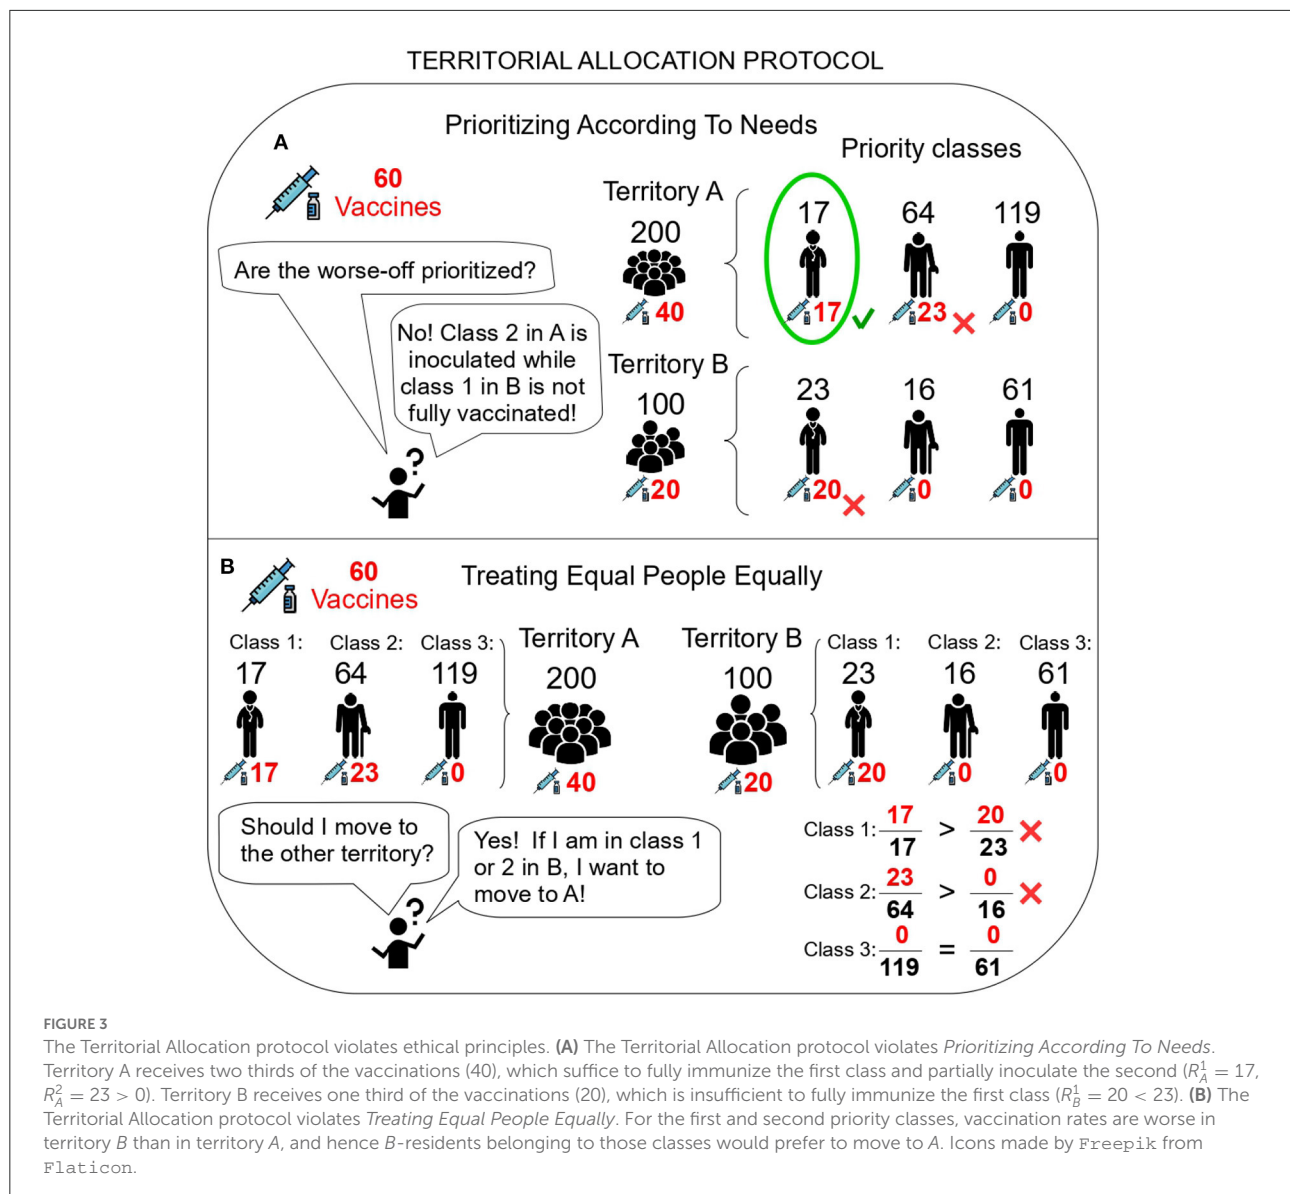 TERRITORIAL ALLOCATION PROTOCOL
Prioritizing According To Needs
A
60
Vaccines
Priority classes
Territory A
200
40
17
64
119
17
23
0
Are the worse-off prioritized?
No! Class 2 in A is
inoculated while
class 1 in B is not
fully vaccinated!
?
Territory B
100
20
23
16
61
20
0
0
B
60
Vaccines
Treating Equal People Equally
Class 1:
Class 2:
Class 3:
17
64
119
17
23
0
Territory A
200
40
Territory B
100
20
Class 1:
Class 2:
Class 3:
23
16
61
20
0
0
Should I move to
the other territory?
Yes! If I am in class 1
or 2 in B, I want to
move to A!
?
Class 1: 17/17 > 20/23
Class 2: 23/64 > 0/16
Class 3: 0/119 = 0/61
FIGURE 3
The Territorial Allocation protocol violates ethical principles. (A) The Territorial Allocation protocol violates Prioritizing According To Needs.
Territory A receives two thirds of the vaccinations (40), which suffice to fully immunize the first class and partially inoculate the second (R¹_A = 17,
R²_A = 23 > 0). Territory B receives one third of the vaccinations (20), which is insufficient to fully immunize the first class (R¹_B = 20 < 23). (B) The
Territorial Allocation protocol violates Treating Equal People Equally. For the first and second priority classes, vaccination rates are worse in
territory B than in territory A, and hence B-residents belonging to those classes would prefer to move to A. Icons made by Freepik from
Flaticon.